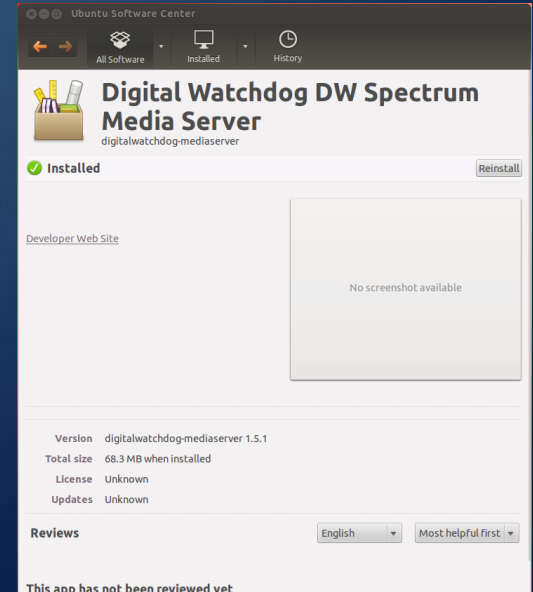 Ubuntu Software Center
All Software
Installed
History
Digital Watchdog DW Spectrum
Media Server
digitalwatchdog-mediaserver
Installed
Reinstall
Developer Web Site
No screenshot available
Version digitalwatchdog-mediaserver 1.5.1
Total size 68.3 MB when installed
License Unknown
Updates Unknown
Reviews
English
Most helpful first
This app has not been reviewed yet